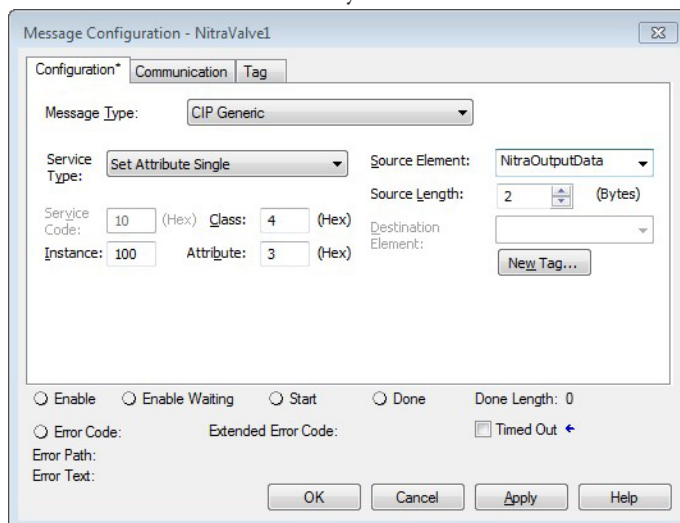 Message Configuration - NitraValve1
Configuration* Communication Tag
Message Type: CIP Generic
Service Type: Set Attribute Single Source Element: NitraOutputData
Source Length: 2 (Bytes)
Service Code: 10 (Hex) Class: 4 (Hex) Destination Element:
Instance: 100 Attribute: 3 (Hex)
New Tag...
Enable Enable Waiting Start Done Done Length: 0
Error Code: Extended Error Code: Timed Out
Error Path:
Error Text:
OK Cancel Apply Help